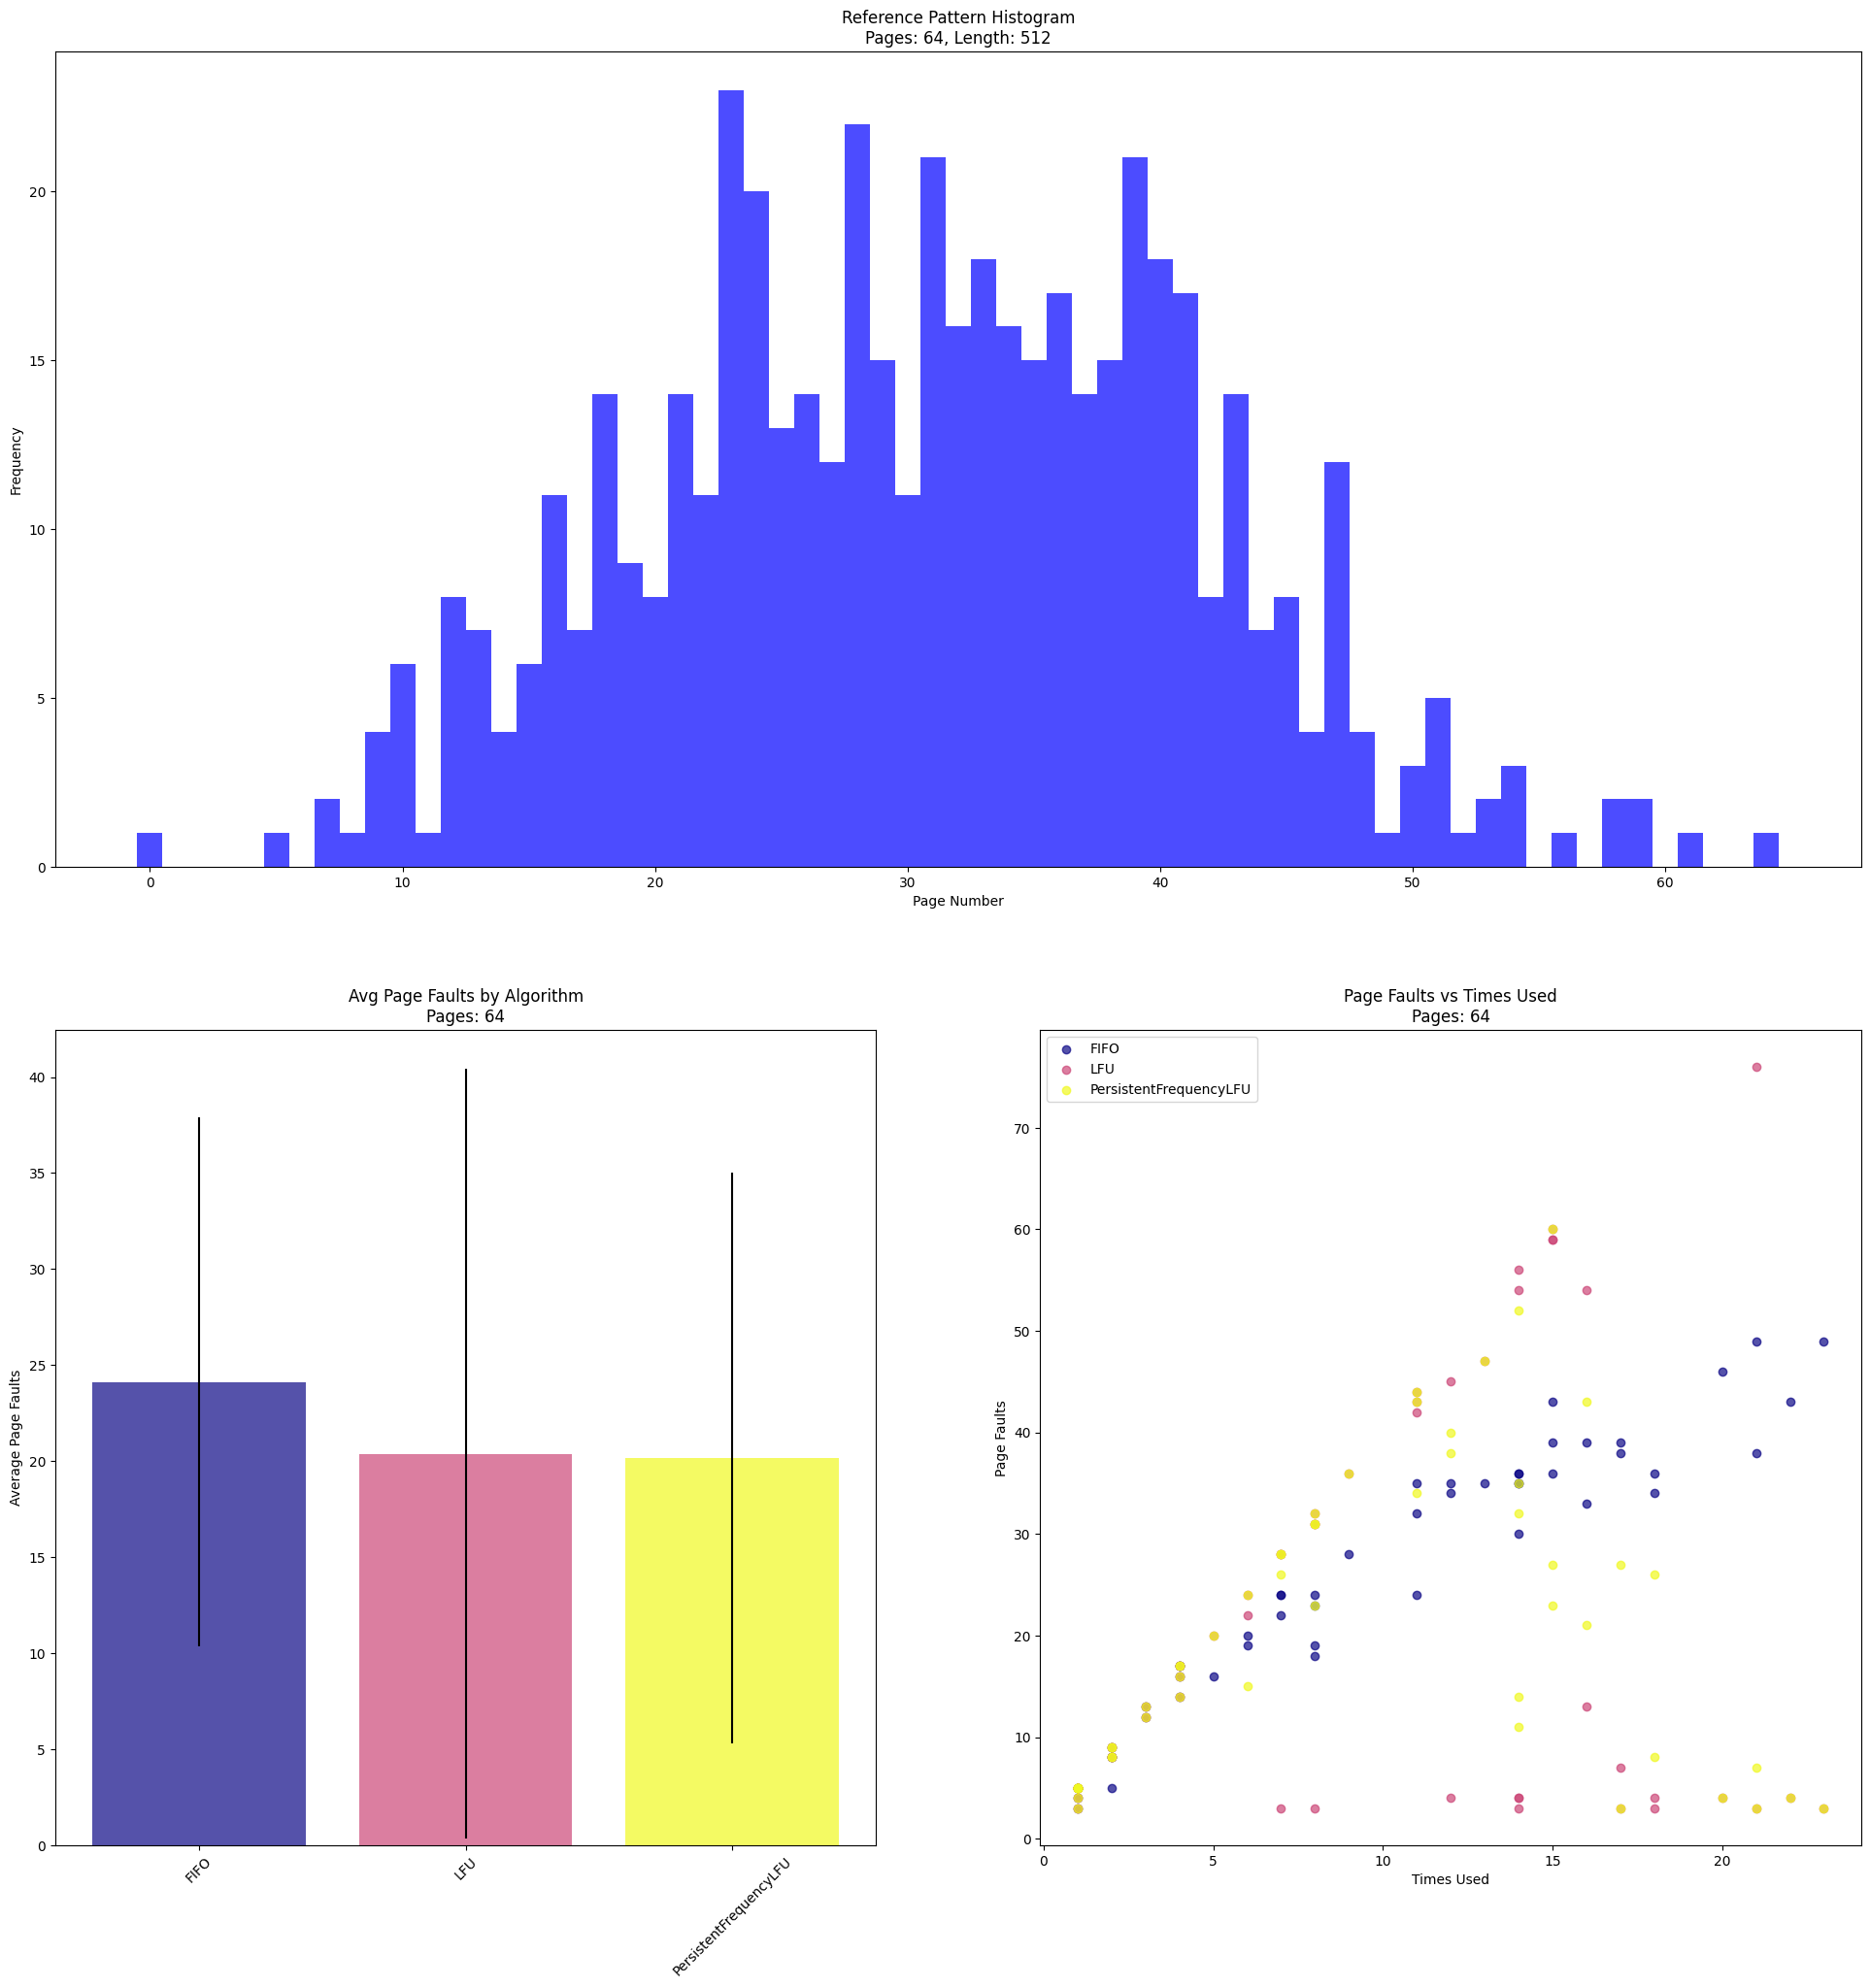 Reference Pattern Histogram
Pages: 64, Length: 512
Frequency
20
15
10
5
0
0 10 20 30 40 50 60
Page Number
Avg Page Faults by Algorithm
Pages: 64
Average Page Faults
40
35
30
25
20
15
10
5
0
FIFO LFU PersistentFrequencyLFU
Page Faults vs Times Used
Pages: 64
FIFO
LFU
PersistentFrequencyLFU
Page Faults
70
60
50
40
30
20
10
0
0 5 10 15 20
Times Used